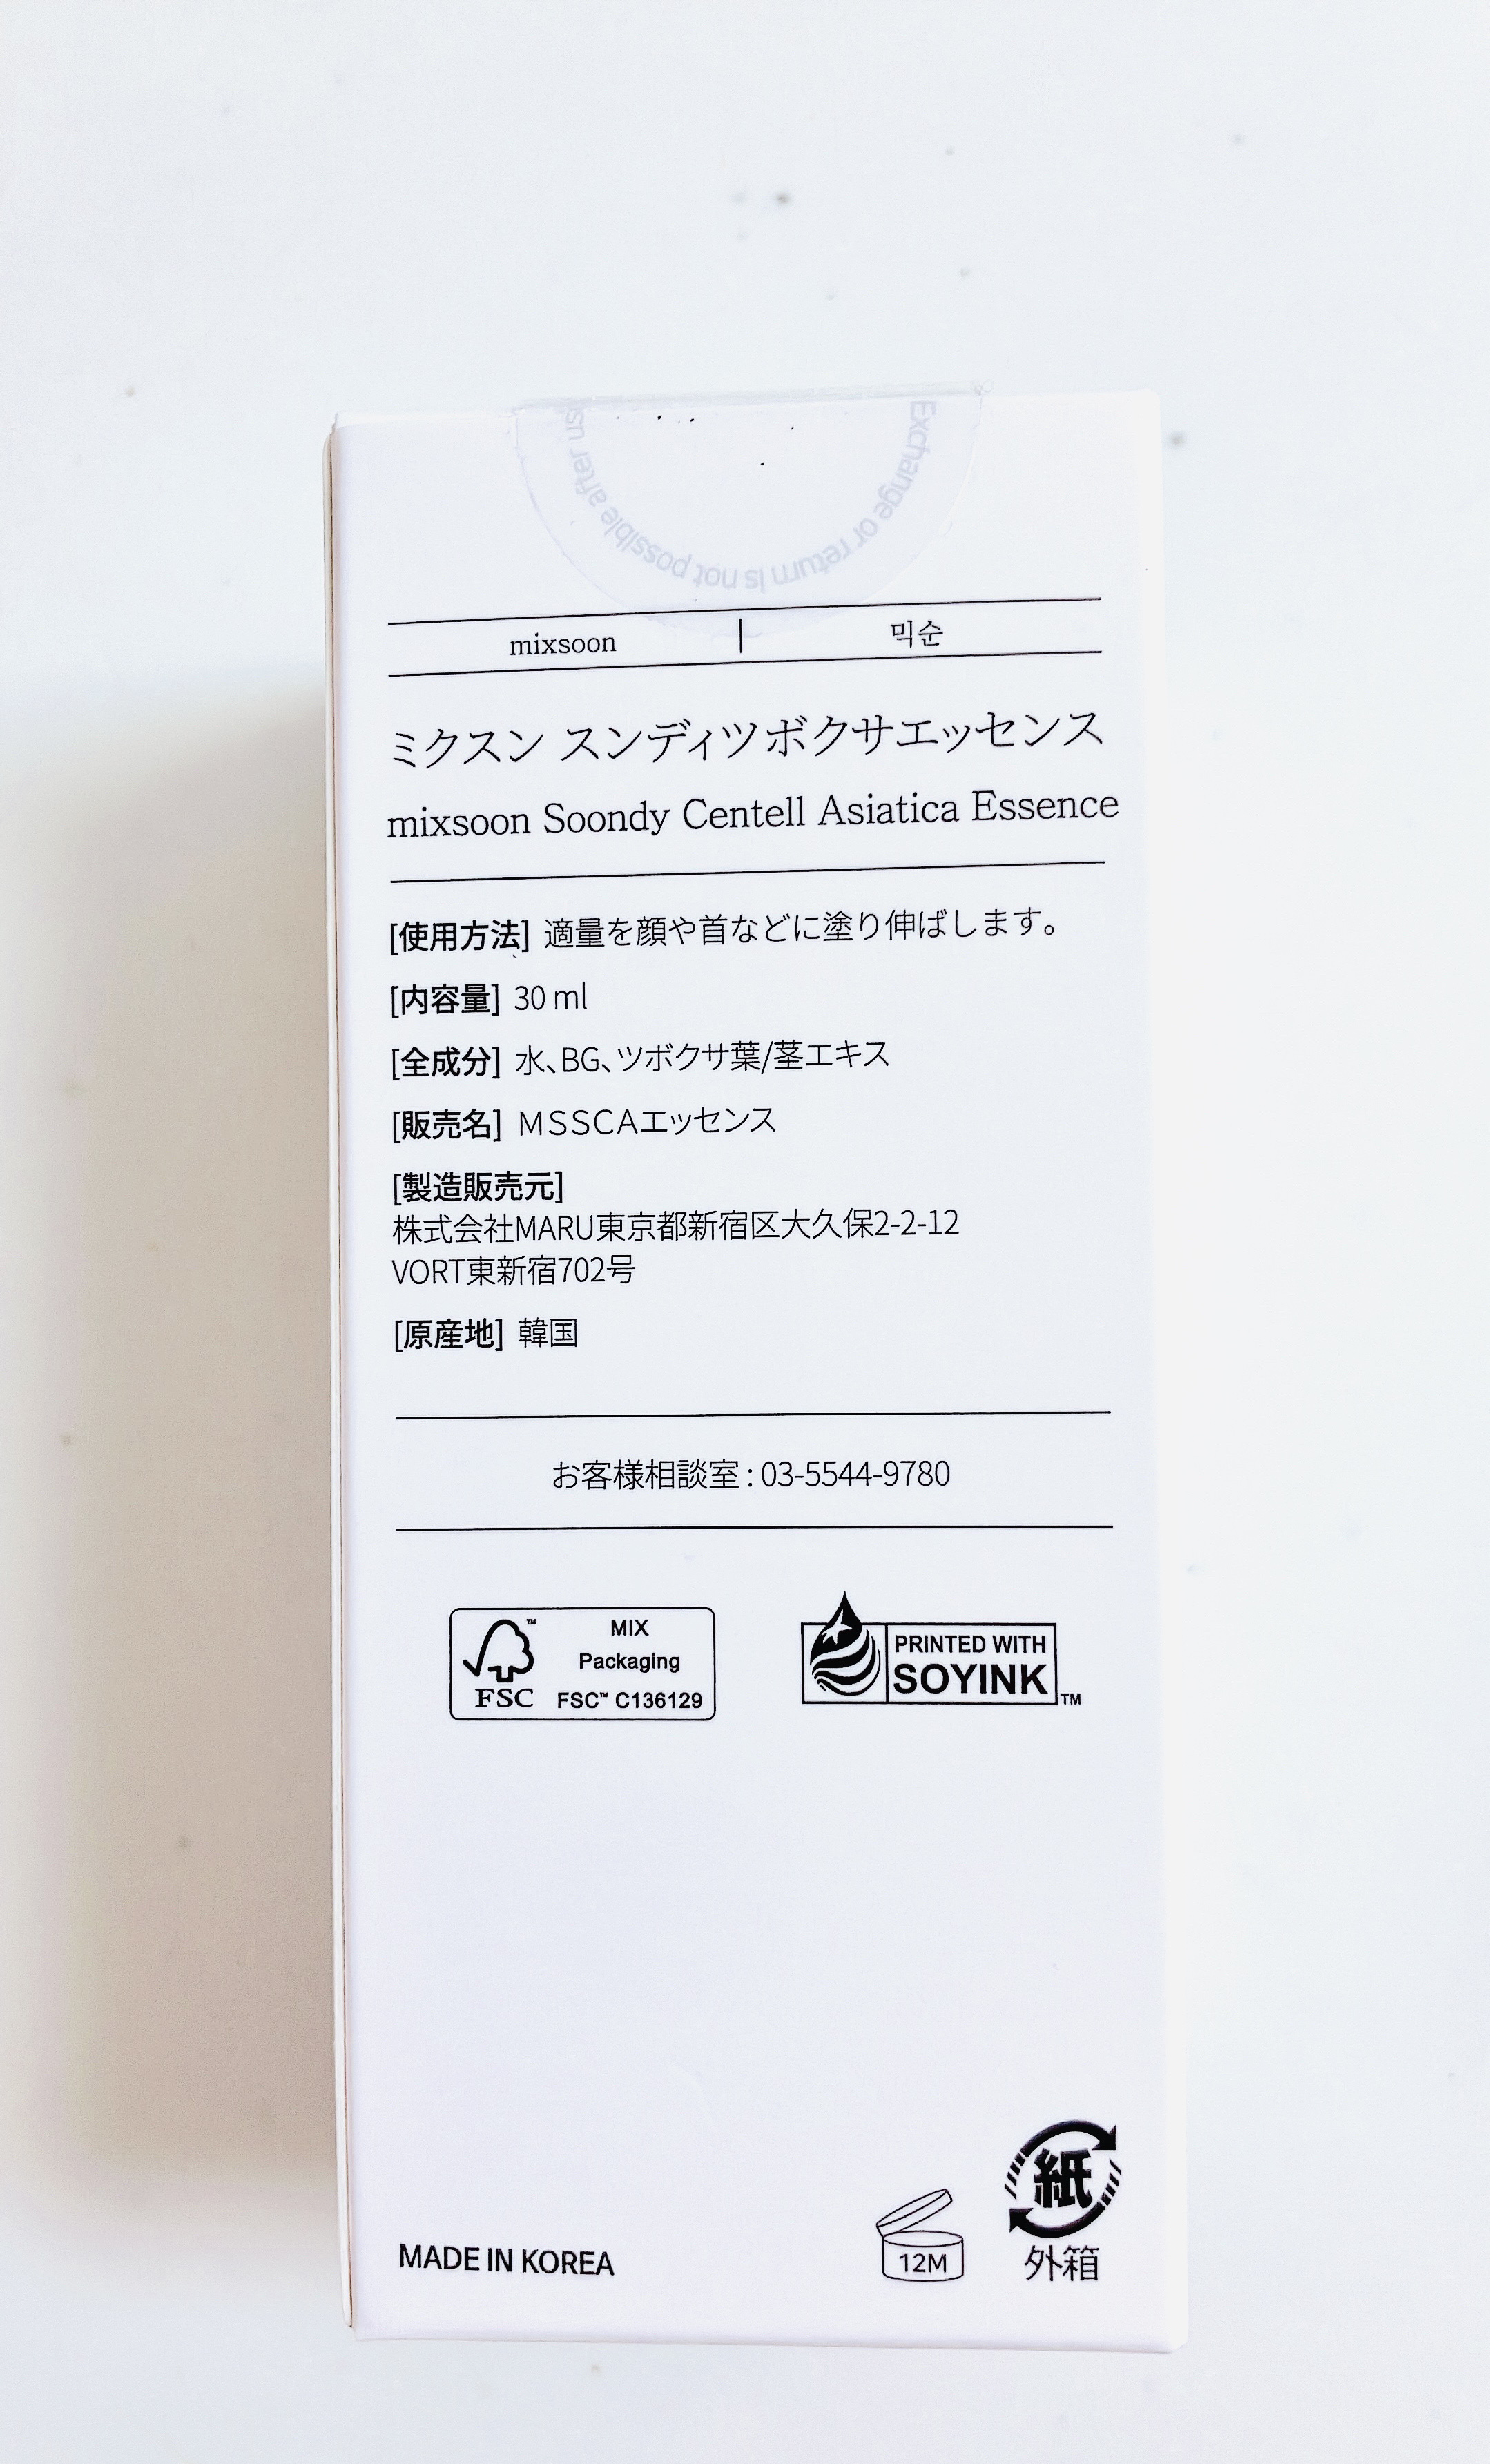 Exchange or return is not possible after
mixsoon | 믹순
ミクスン スンディツボクサエッセンス
mixsoon Soondy Centell Asiatica Essence
[使用方法] 適量を顔や首などに塗り伸ばします。
[内容量] 30 ml
[全成分] 水、BG、ツボクサ葉/茎エキス
[販売名] ＭＳＳＣＡエッセンス
[製造販売元]
株式会社MARU東京都新宿区大久保2-2-12
VORT東新宿702号
[原産地] 韓国
お客様相談室 : 03-5544-9780
FSC
MIX
Packaging
FSC™ C136129
PRINTED WITH
SOYINK™
紙
外箱
12M
MADE IN KOREA